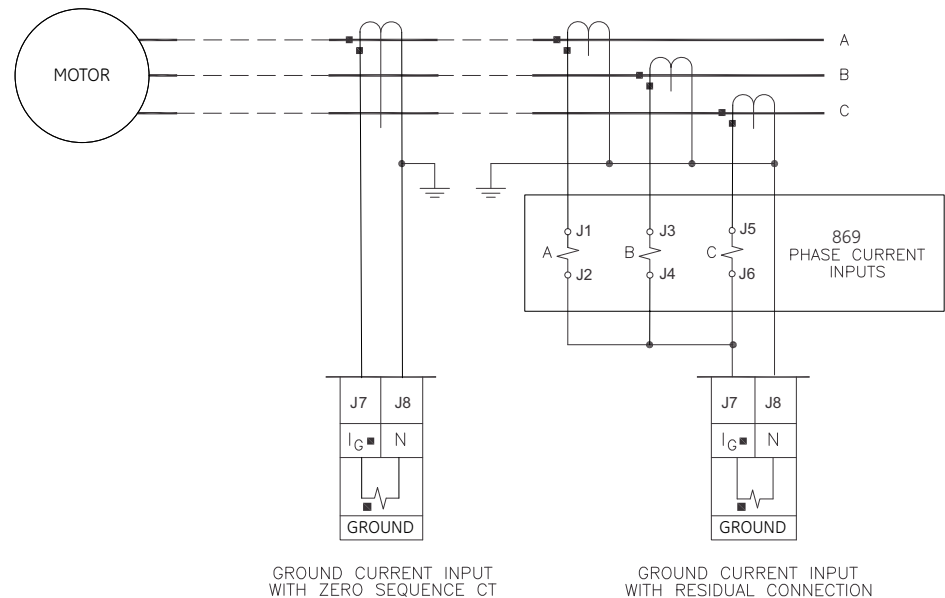 MOTOR
A
B
C
J1
J3
J5
A
B
C
J2
J4
J6
869
PHASE CURRENT
INPUTS
J7
J8
IG
N
GROUND
J7
J8
IG
N
GROUND
GROUND CURRENT INPUT
WITH ZERO SEQUENCE CT
GROUND CURRENT INPUT
WITH RESIDUAL CONNECTION